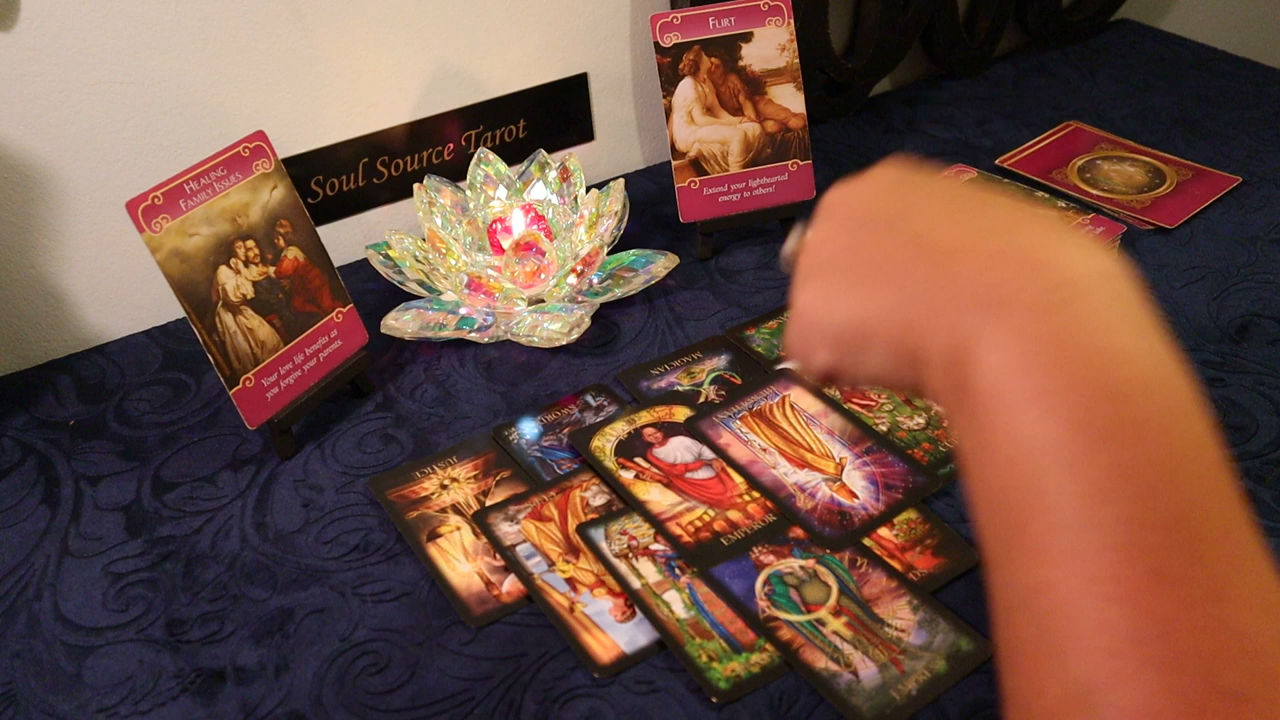 FLIRT
Soul Source Tarot
HEALING
FAMILY ISSUES
Extend your lighthearted
energy to others!
Your love life benefits as
you forgive your parents.
MAGICIAN
JUSTICE
EMPEROR